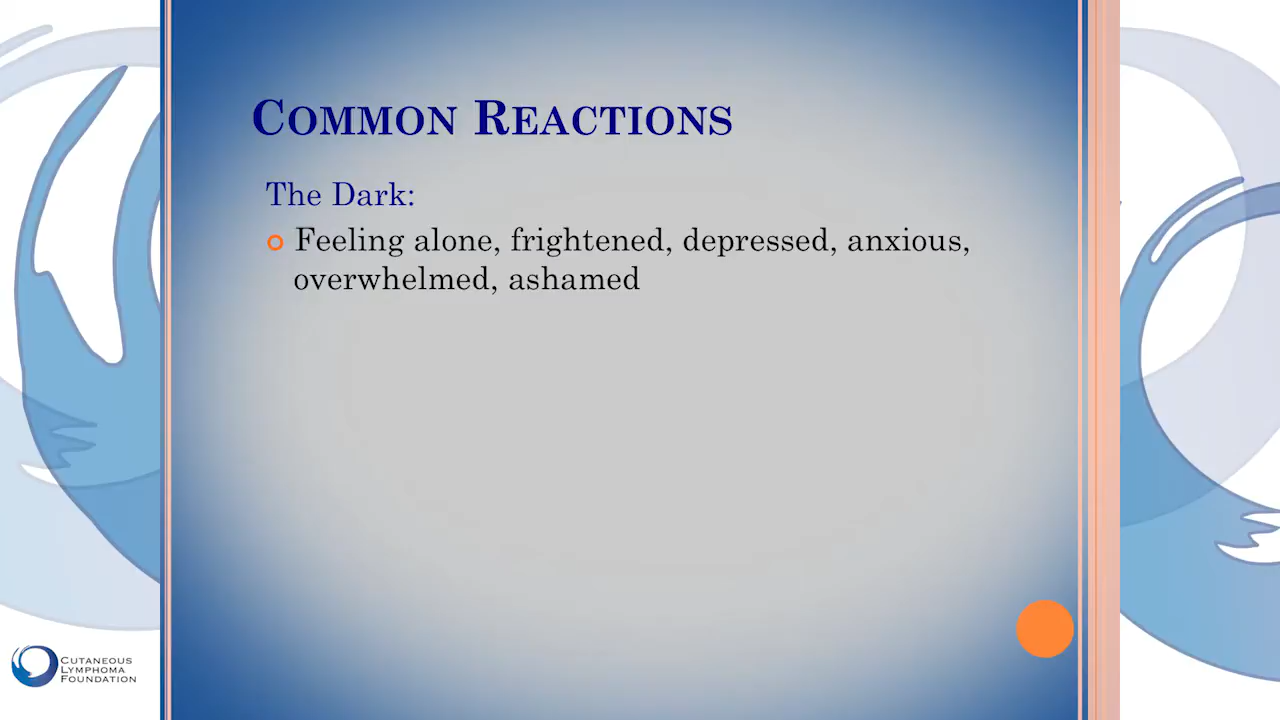 COMMON REACTIONS
The Dark:
Feeling alone, frightened, depressed, anxious,
overwhelmed, ashamed
CUTANEOUS
LYMPHOMA
FOUNDATION